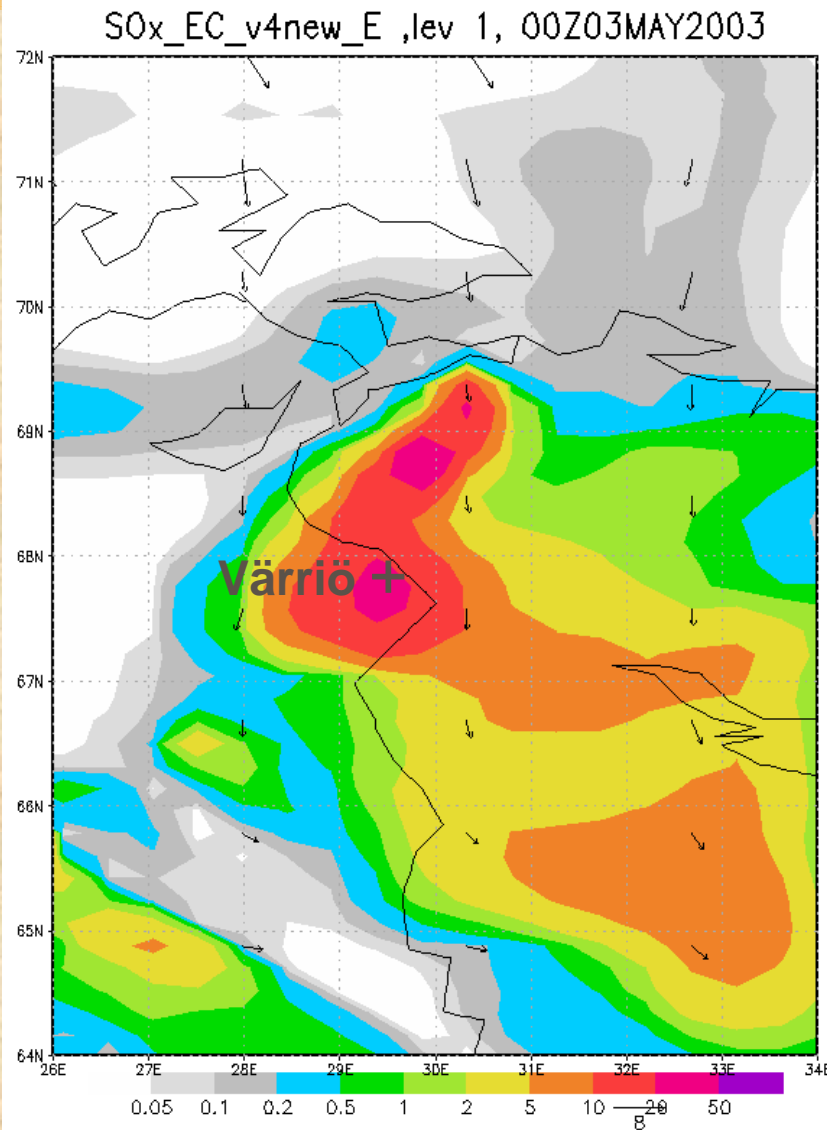 SOx_EC_v4new_E ,lev 1, 00Z03MAY2003
72N
71N
70N
69N
68N
Värriö +
67N
66N
65N
64N
26E 27E 28E 29E 30E 31E 32E 33E 34E
0.05 0.1 0.2 0.5 1 2 5 10 20 50
8